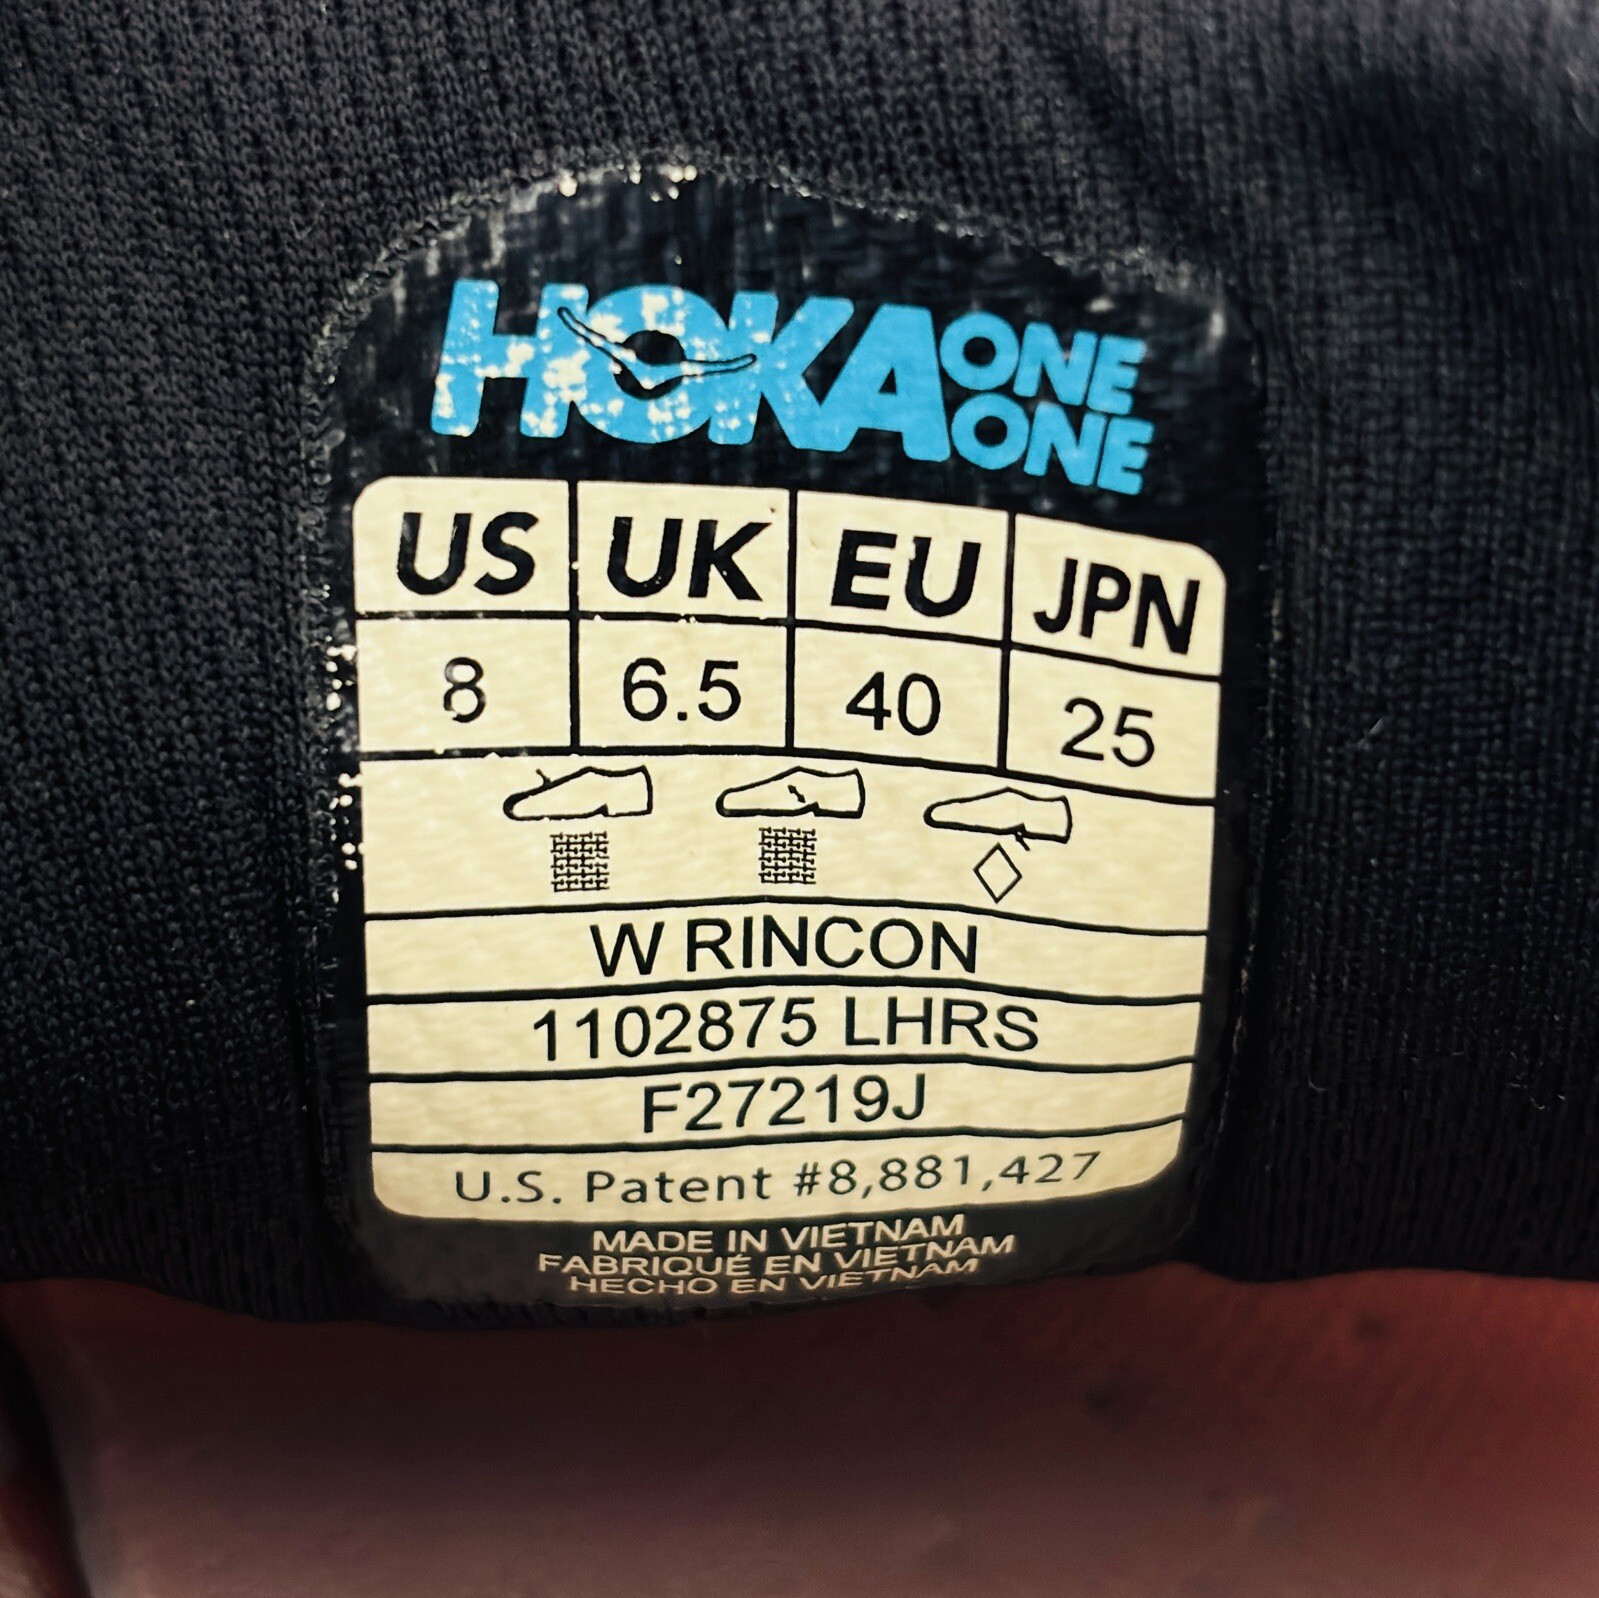 HOKA ONE ONE
US UK EU JPN
8 6.5 40 25
W RINCON
1102875 LHRS
F27219J
U.S. Patent #8,881,427
MADE IN VIETNAM
FABRIQUÉ EN VIETNAM
HECHO EN VIETNAM